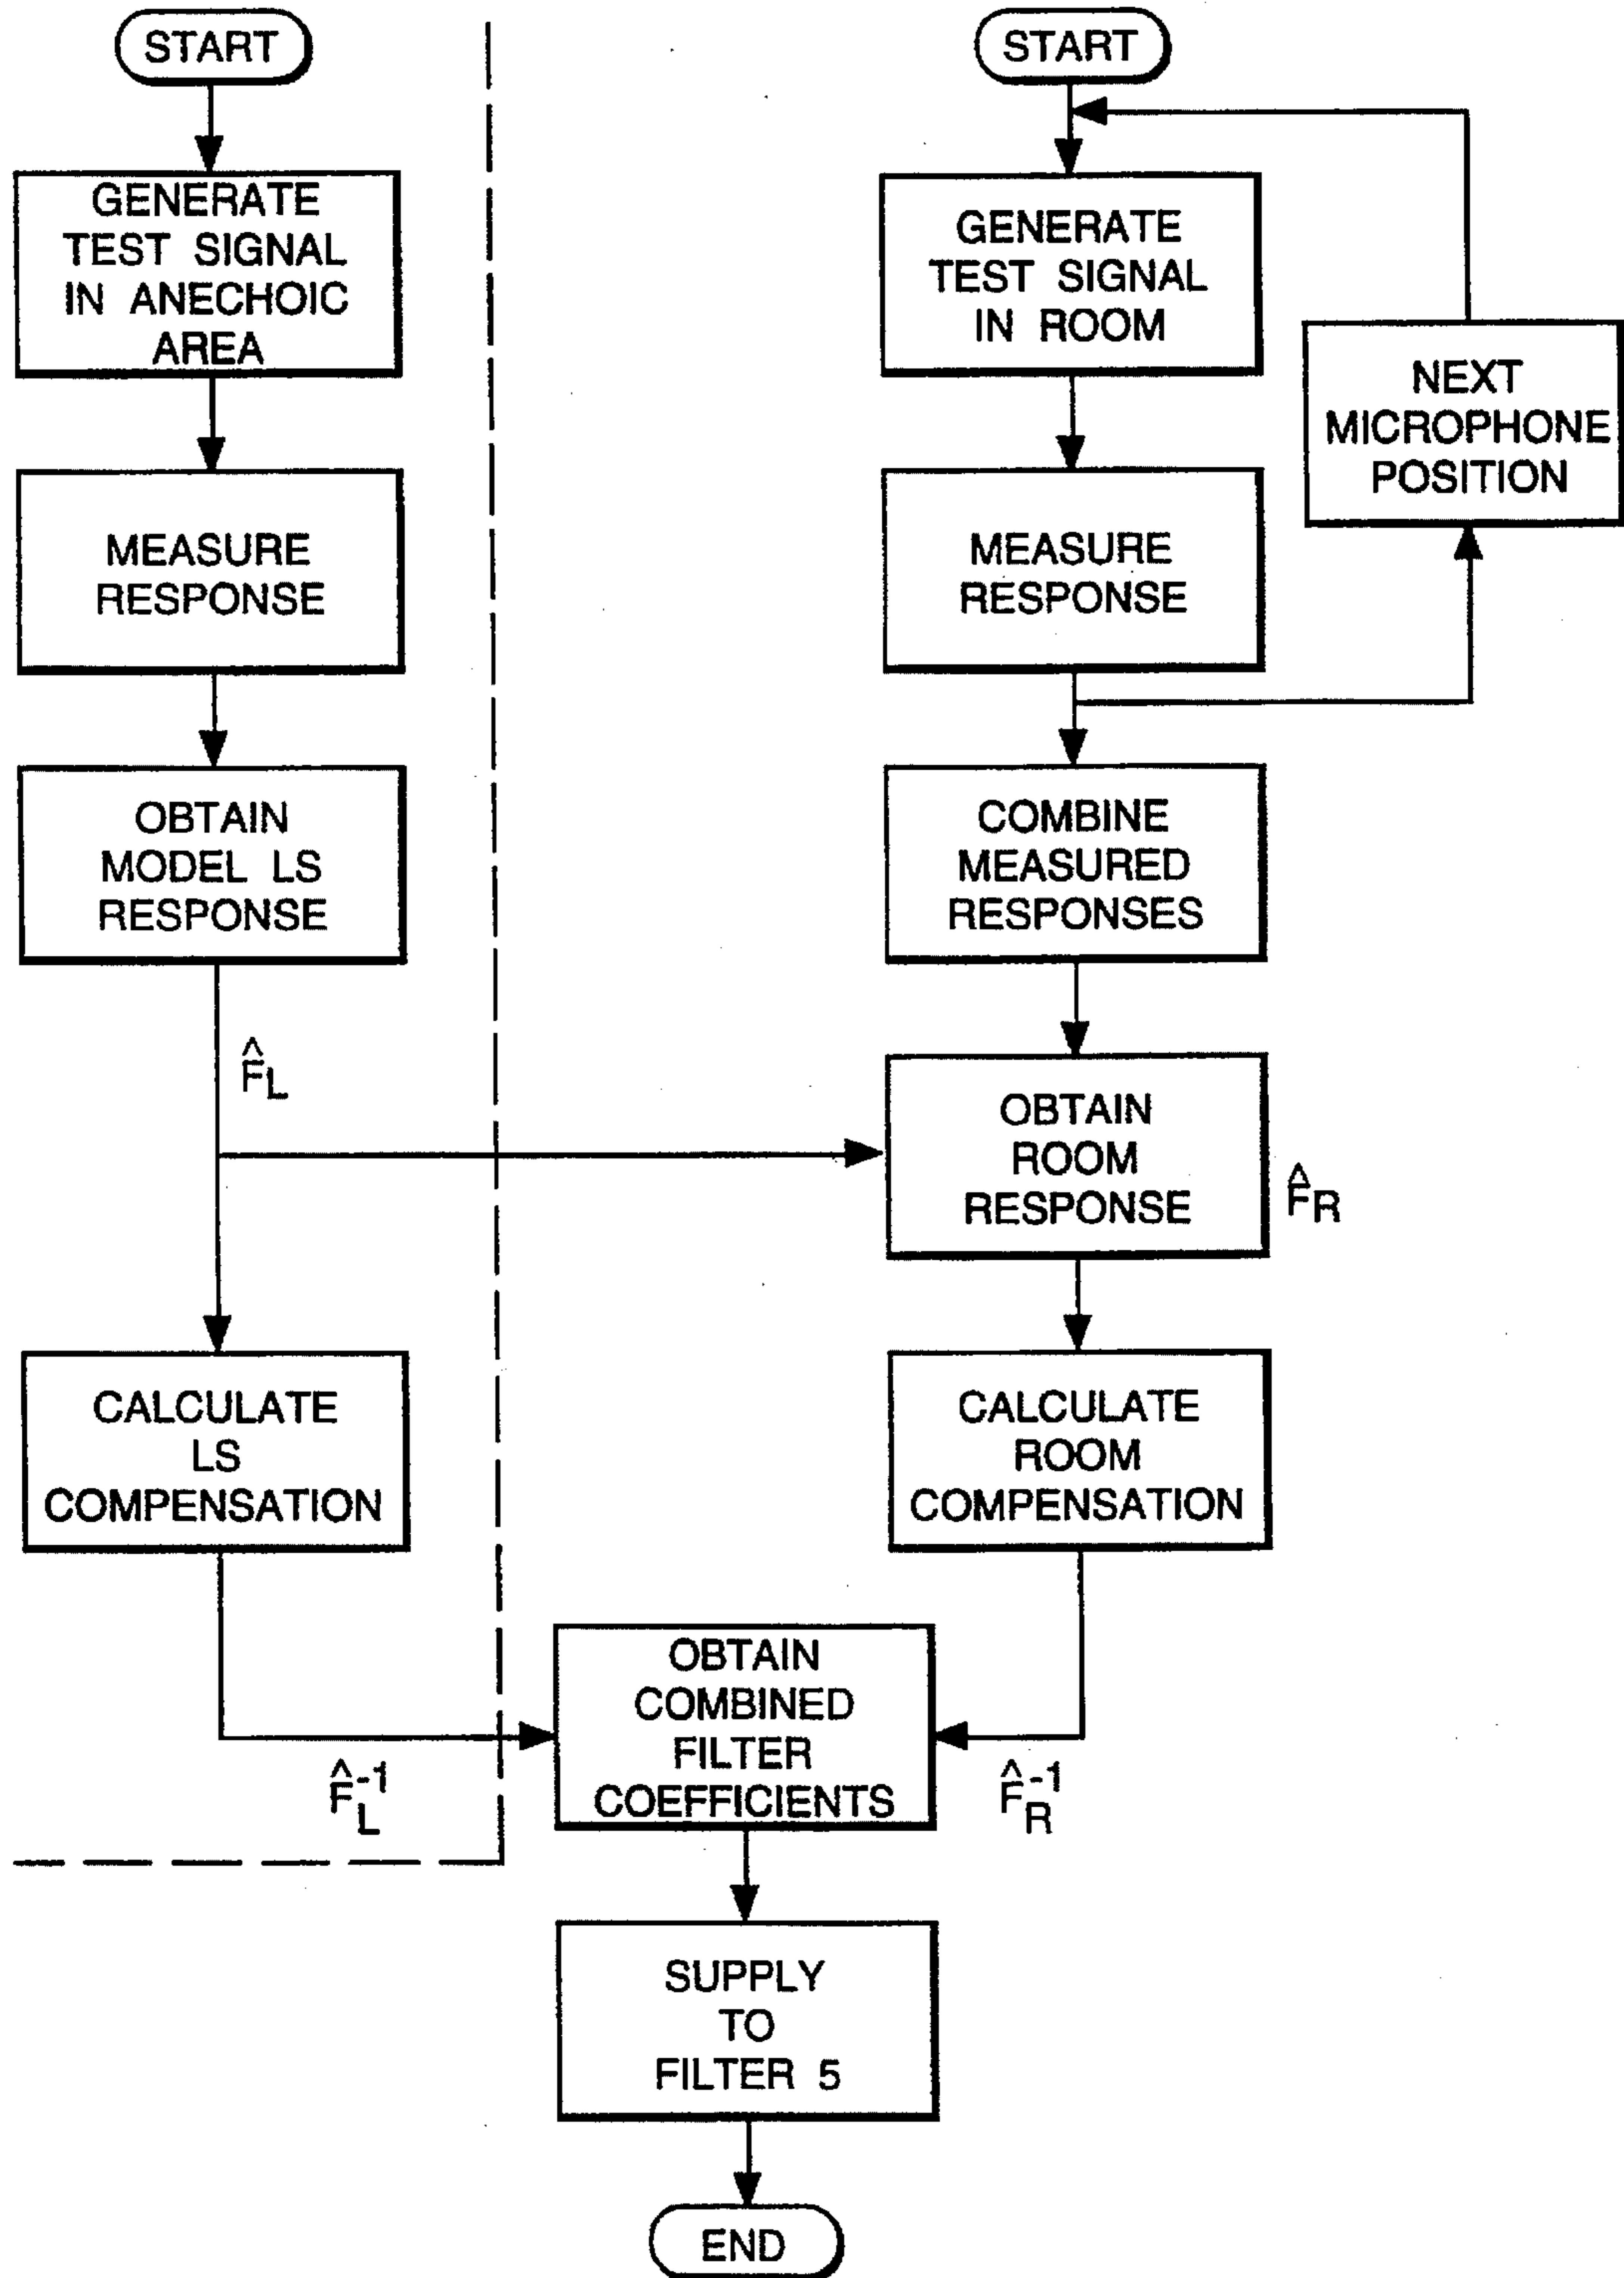 START
GENERATE
TEST SIGNAL
IN ANECHOIC
AREA
MEASURE
RESPONSE
OBTAIN
MODEL LS
RESPONSE
F̂L
CALCULATE
LS
COMPENSATION
F̂L⁻¹
START
GENERATE
TEST SIGNAL
IN ROOM
NEXT
MICROPHONE
POSITION
MEASURE
RESPONSE
COMBINE
MEASURED
RESPONSES
OBTAIN
ROOM
RESPONSE
F̂R
CALCULATE
ROOM
COMPENSATION
F̂R⁻¹
OBTAIN
COMBINED
FILTER
COEFFICIENTS
SUPPLY
TO
FILTER 5
END